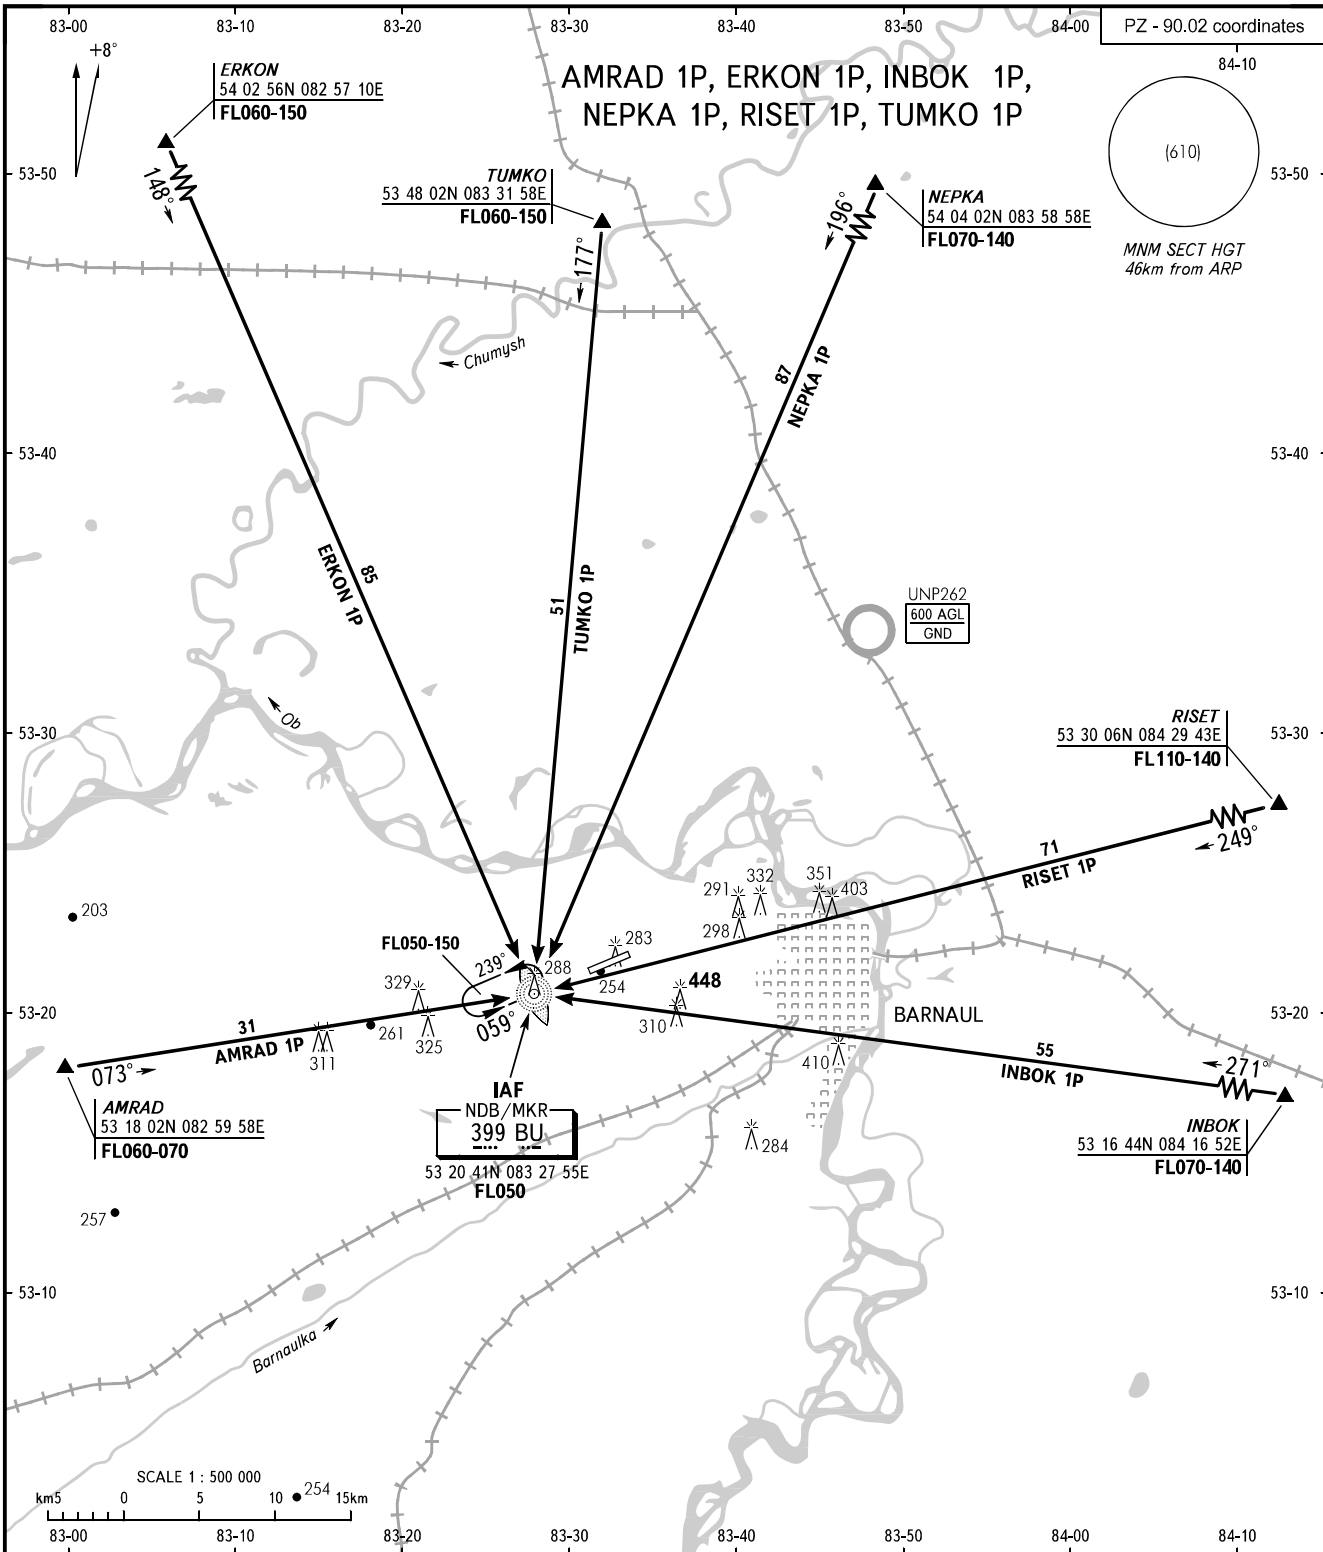 83-00
83-10
83-20
83-30
83-40
83-50
84-00
PZ - 90.02 coordinates
84-10
+8°
ERKON
54 02 56N 082 57 10E
FL060-150
AMRAD 1P, ERKON 1P, INBOK 1P,
NEPKA 1P, RISET 1P, TUMKO 1P
(610)
MNM SECT HGT
46km from ARP
53-50
148°
TUMKO
53 48 02N 083 31 58E
FL060-150
177°
196°
NEPKA
54 04 02N 083 58 58E
FL070-140
53-50
Chumysh
87
NEPKA 1P
53-40
53-40
85
ERKON 1P
51
TUMKO 1P
UNP262
600 AGL
GND
Ob
53-30
53-30
RISET
53 30 06N 084 29 43E
FL110-140
249°
71
RISET 1P
203
291
332
351
403
298
FL050-150
239°
283
288
254
329
448
310
059°
261
325
311
31
AMRAD 1P
BARNAUL
410
53-20
53-20
073°
AMRAD
53 18 02N 082 59 58E
FL060-070
IAF
NDB/MKR
399 BU
53 20 41N 083 27 55E
FL050
284
55
INBOK 1P
271°
INBOK
53 16 44N 084 16 52E
FL070-140
257
53-10
53-10
Barnaulka
SCALE 1 : 500 000
km5
0
5
10
15km
254
83-00
83-10
83-20
83-30
83-40
83-50
84-00
84-10